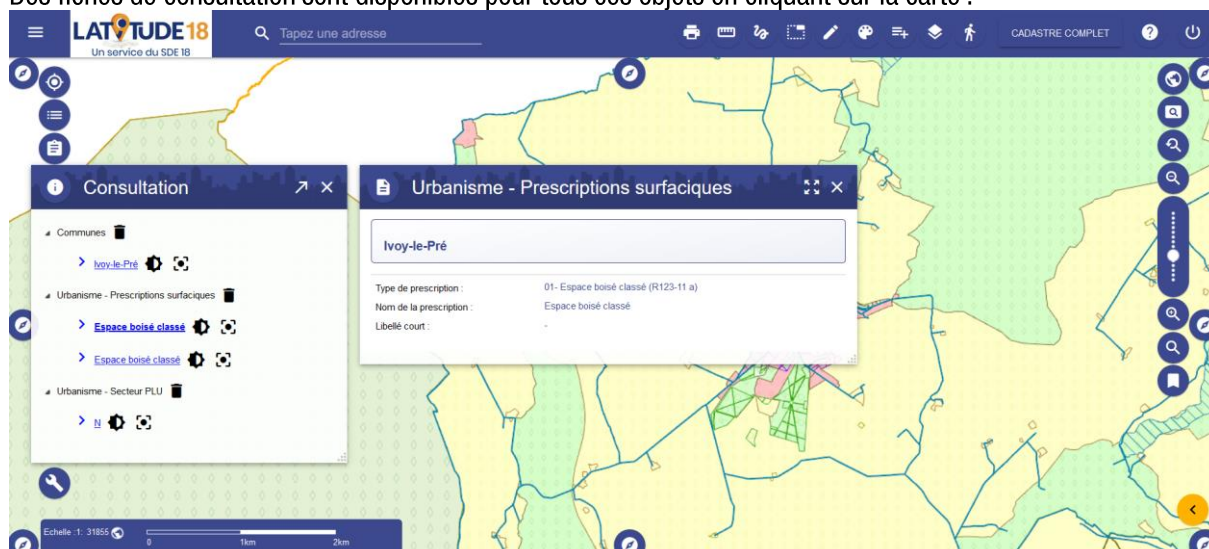 Des fiches de consultation sont disponibles pour tous ces objets en cliquant sur la carte :
LATITUDE18
Un service du SDE 18
Tapez une adresse
CADASTRE COMPLET
Consultation
Communes
Ivoy-le-Pré
Urbanisme - Prescriptions surfaciques
Espace boisé classé
Espace boisé classé
Urbanisme - Secteur PLU
N
Urbanisme - Prescriptions surfaciques
Ivoy-le-Pré
Type de prescription : 01- Espace boisé classé (R123-11 a)
Nom de la prescription : Espace boisé classé
Libellé court : -
Echelle :1: 31855
0 1km 2km